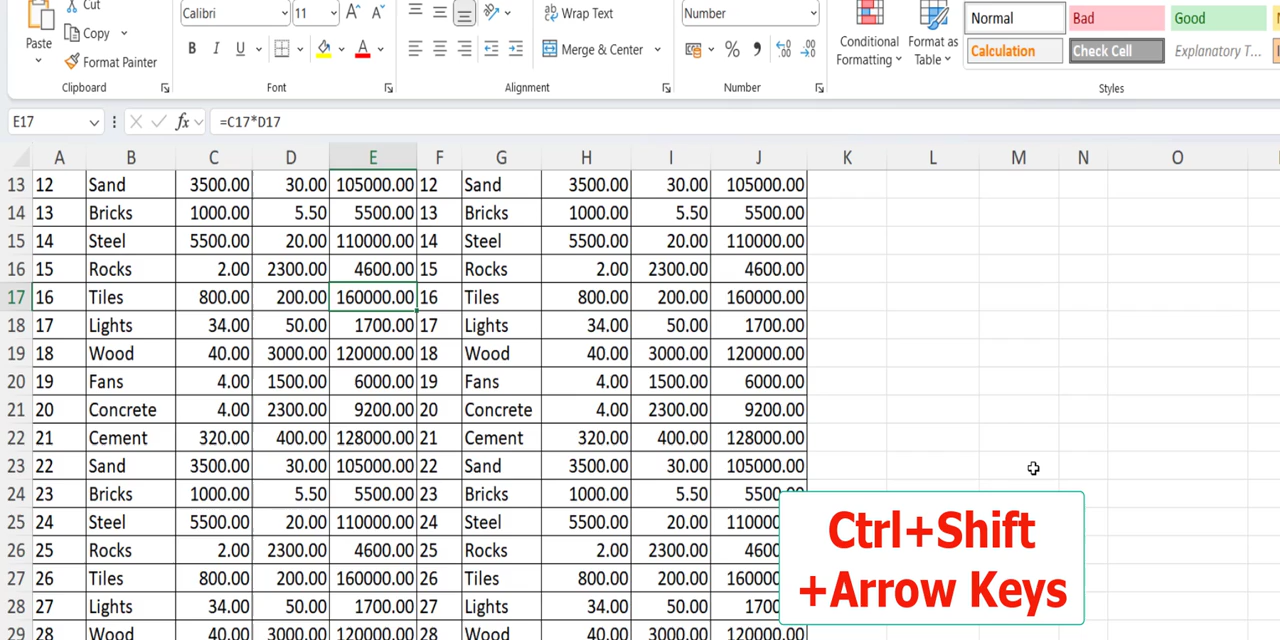 Cut
Calibri 11 A A Wrap Text Number
Paste Copy Merge & Center Conditional Formatting Format as Table
Format Painter B I U A % 9
Normal Bad Good
Calculation Check Cell Explanatory T...
Clipboard Font Alignment Number Styles
E17 fx =C17*D17
A B C D E F G H I J K L M N O
13 12 Sand 3500.00 30.00 105000.00 12 Sand 3500.00 30.00 105000.00
14 13 Bricks 1000.00 5.50 5500.00 13 Bricks 1000.00 5.50 5500.00
15 14 Steel 5500.00 20.00 110000.00 14 Steel 5500.00 20.00 110000.00
16 15 Rocks 2.00 2300.00 4600.00 15 Rocks 2.00 2300.00 4600.00
17 16 Tiles 800.00 200.00 160000.00 16 Tiles 800.00 200.00 160000.00
18 17 Lights 34.00 50.00 1700.00 17 Lights 34.00 50.00 1700.00
19 18 Wood 40.00 3000.00 120000.00 18 Wood 40.00 3000.00 120000.00
20 19 Fans 4.00 1500.00 6000.00 19 Fans 4.00 1500.00 6000.00
21 20 Concrete 4.00 2300.00 9200.00 20 Concrete 4.00 2300.00 9200.00
22 21 Cement 320.00 400.00 128000.00 21 Cement 320.00 400.00 128000.00
23 22 Sand 3500.00 30.00 105000.00 22 Sand 3500.00 30.00 105000.00
24 23 Bricks 1000.00 5.50 5500.00 23 Bricks 1000.00 5.50 5500
25 24 Steel 5500.00 20.00 110000.00 24 Steel 5500.00 20.00 11000
26 25 Rocks 2.00 2300.00 4600.00 25 Rocks 2.00 2300.00 460
27 26 Tiles 800.00 200.00 160000.00 26 Tiles 800.00 200.00 16000
28 27 Lights 34.00 50.00 1700.00 27 Lights 34.00 50.00 170
29 28 Wood 40.00 3000.00 120000.00 28 Wood 40.00 3000.00 120000.00
Ctrl+Shift
+Arrow Keys